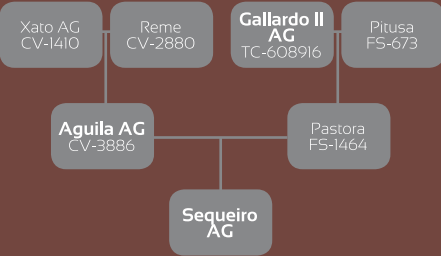 Xato AG
CV-1410
Reme
CV-2880
Gallardo II
AG
TC-608916
Pitusa
FS-673
Aguila AG
CV-3886
Pastora
FS-1464
Sequeiro
AG